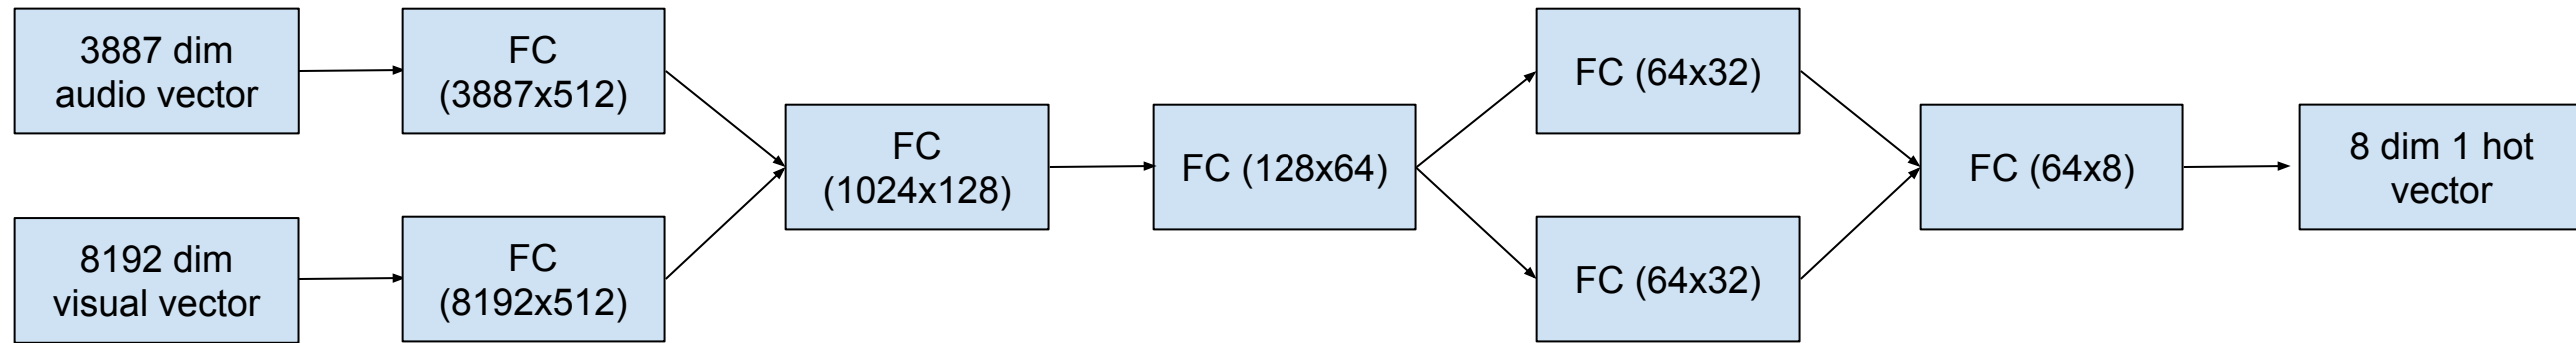 3887 dim
audio vector
FC
(3887x512)
8192 dim
visual vector
FC
(8192x512)
FC
(1024x128)
FC (128x64)
FC (64x32)
FC (64x32)
FC (64x8)
8 dim 1 hot
vector